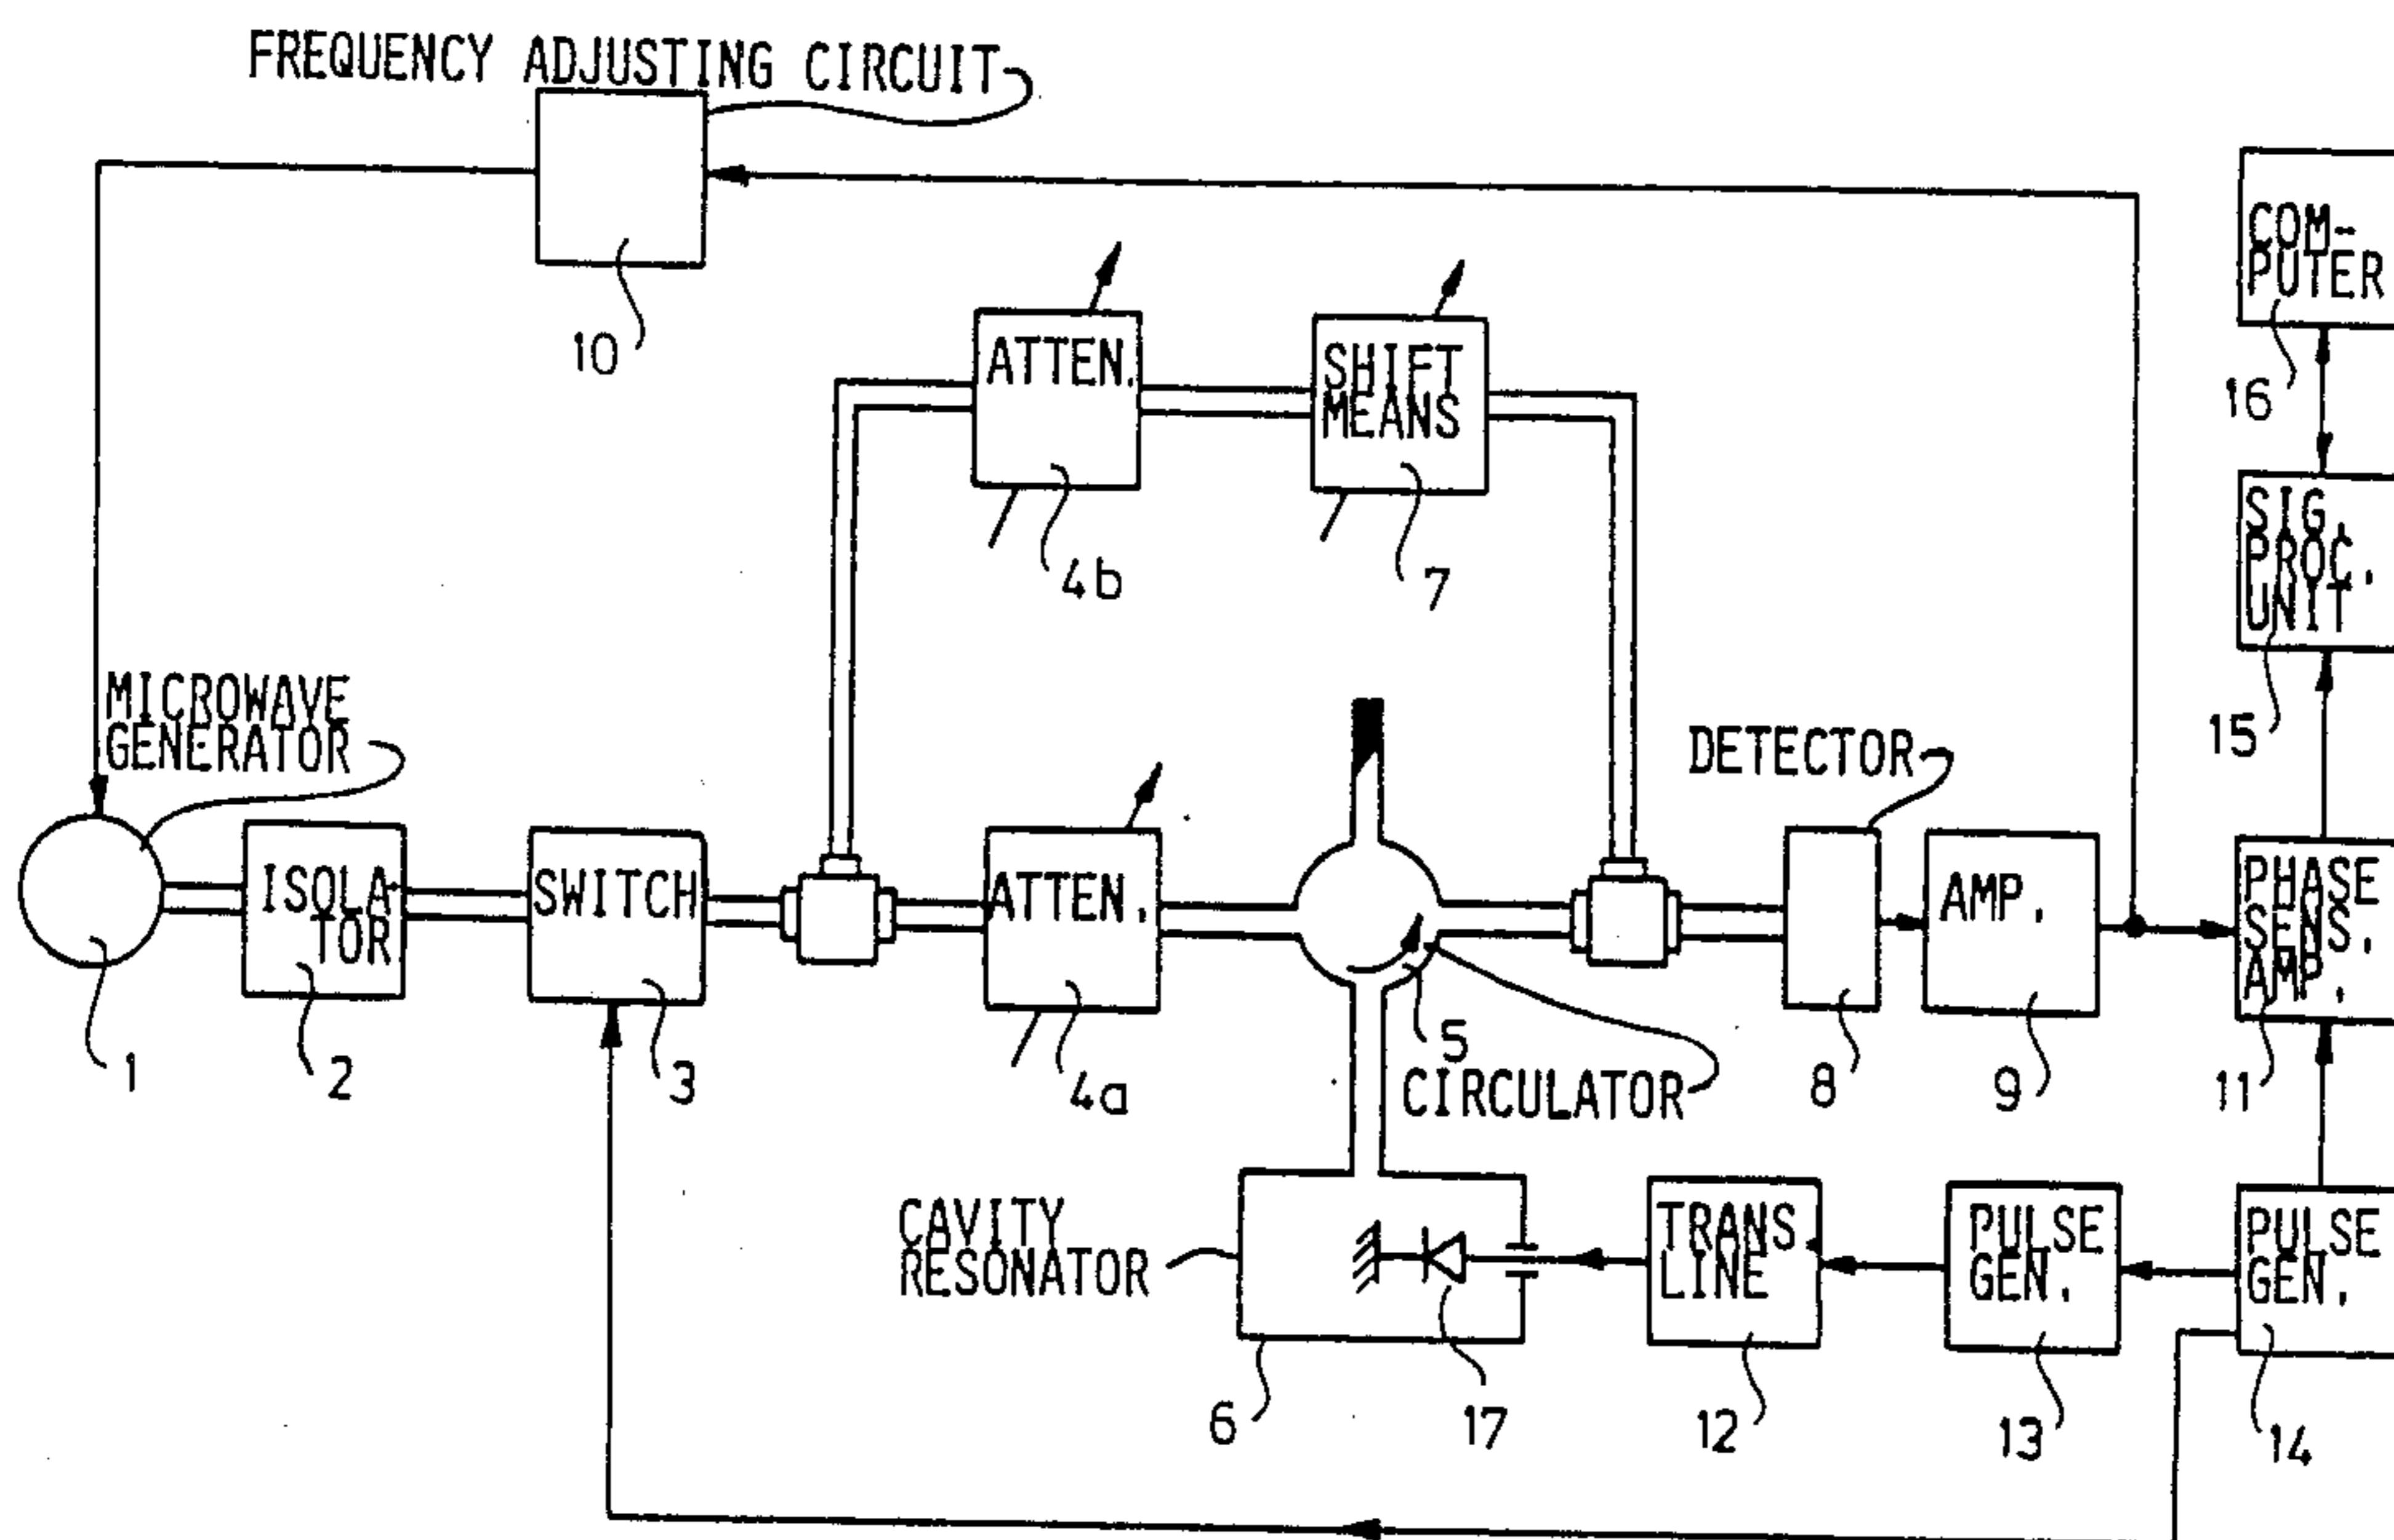 FREQUENCY ADJUSTING CIRCUIT
10
COM-
PUTER
16
ATTEN.
4b
SHIFT
MEANS
7
SIG.
PROC.
UNIT
15
MICROWAVE
GENERATOR
1
ISOLA-
TOR
2
SWITCH
3
ATTEN.
4a
5
CIRCULATOR
DETECTOR
8
AMP.
9
PHASE
SENS.
AMP.
11
CAVITY
RESONATOR
6
17
TRANS
LINE
12
PULSE
GEN.
13
PULSE
GEN.
14